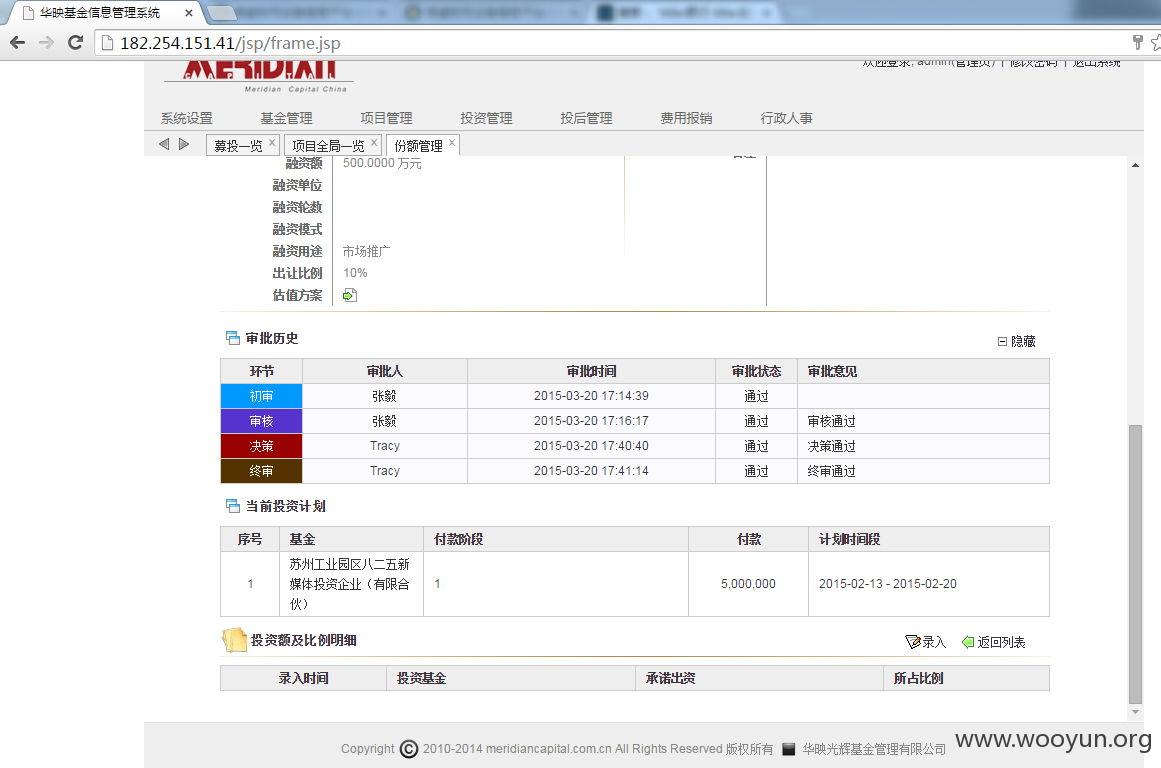 华映基金信息管理系统
182.254.151.41/jsp/frame.jsp
MERIDIAN
Meridian Capital China
欢迎登录, admin(管理员) | 修改密码 | 退出系统
系统设置 基金管理 项目管理 投资管理 投后管理 费用报销 行政人事
募投一览 项目全局一览 份额管理
融资额 500.0000 万元
融资单位
融资轮数
融资模式
融资用途 市场推广
出让比例 10%
估值方案
审批历史 隐藏
环节 审批人 审批时间 审批状态 审批意见
初审 张毅 2015-03-20 17:14:39 通过
审核 张毅 2015-03-20 17:16:17 通过 审核通过
决策 Tracy 2015-03-20 17:40:40 通过 决策通过
终审 Tracy 2015-03-20 17:41:14 通过 终审通过
当前投资计划
序号 基金 付款阶段 付款 计划时间段
1 苏州工业园区八二五新 1 5,000,000 2015-02-13 - 2015-02-20
媒体投资企业（有限合
伙）
投资额及比例明细 录入 返回列表
录入时间 投资基金 承诺出资 所占比例
Copyright © 2010-2014 meridiancapital.com.cn All Rights Reserved 版权所有 华映光辉基金管理有限公司
www.wooyun.org